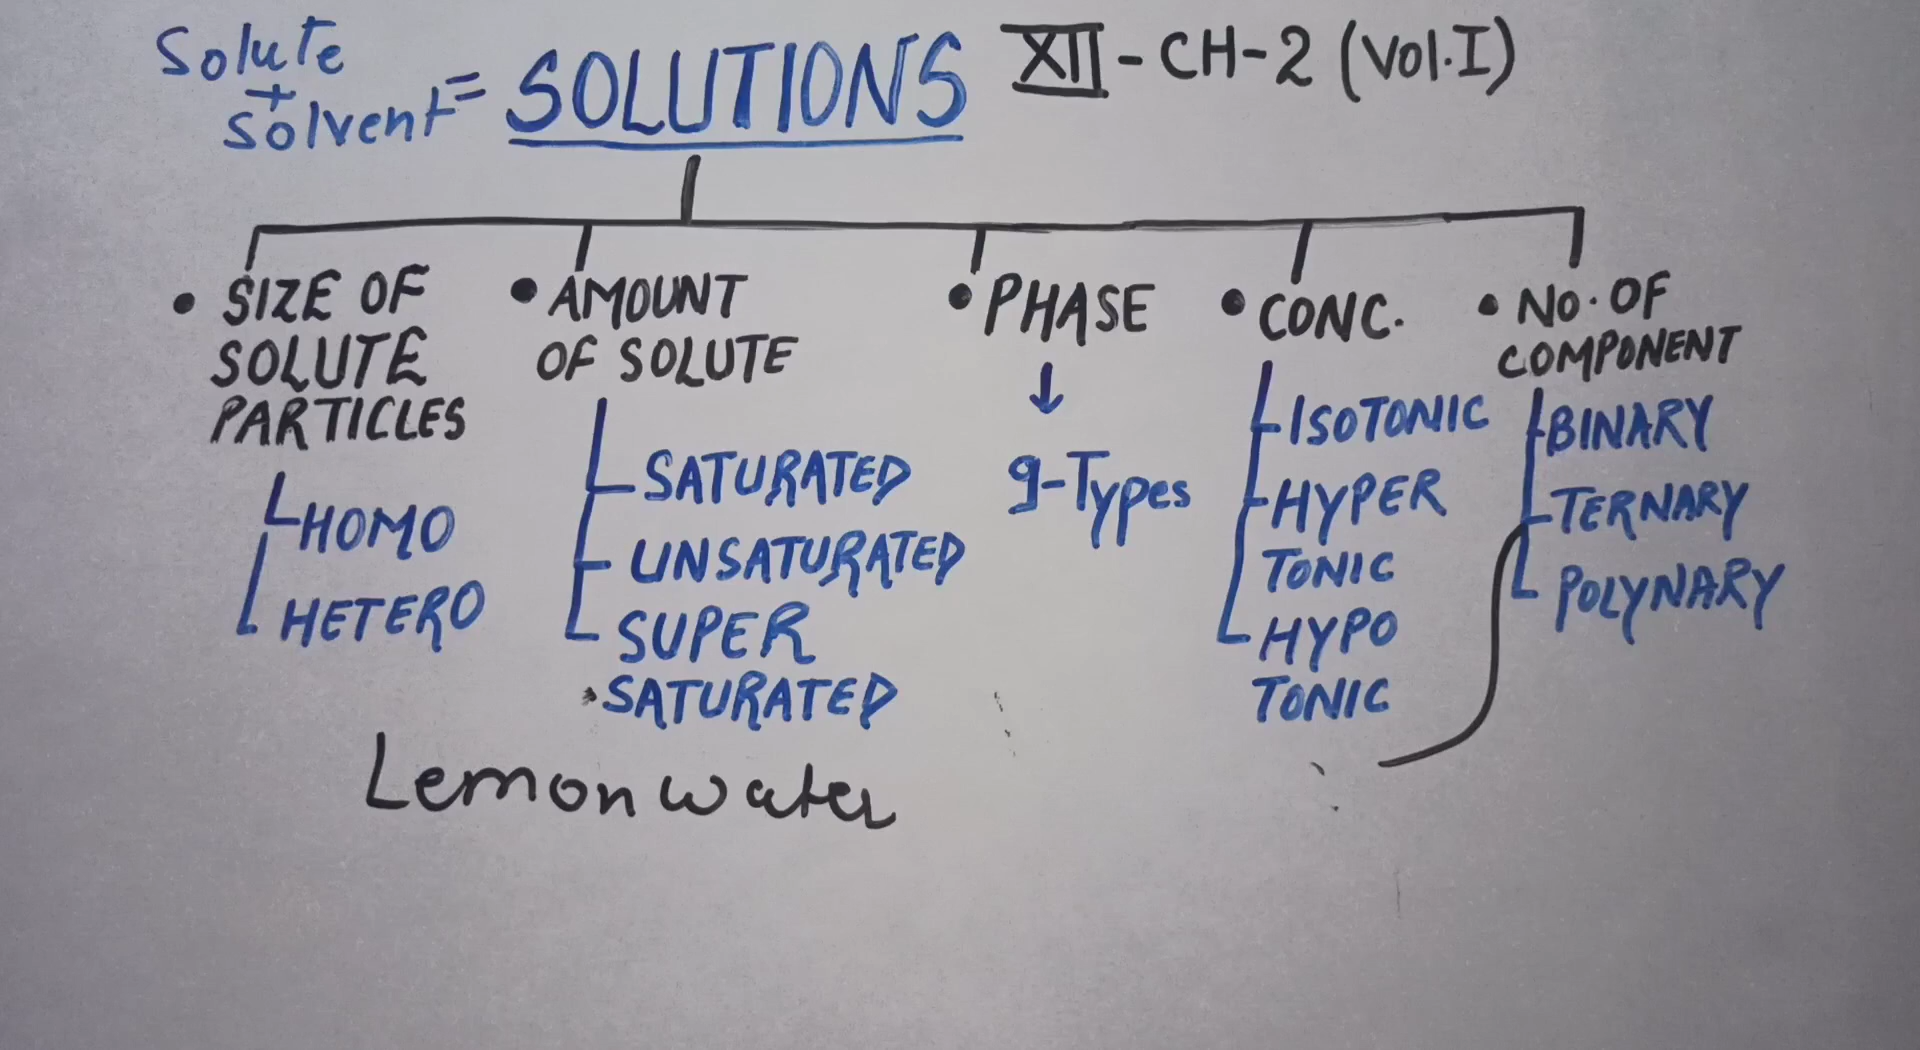 Solute
+
Solvent = SOLUTIONS XII - CH-2 (Vol.I)
• SIZE OF
SOLUTE
PARTICLES
HOMO
HETERO
• AMOUNT
OF SOLUTE
SATURATED
UNSATURATED
SUPER
SATURATED
• PHASE
↓
9-Types
• CONC.
ISOTONIC
HYPER
TONIC
HYPO
TONIC
• NO. OF
COMPONENT
BINARY
TERNARY
POLYNARY
Lemon water